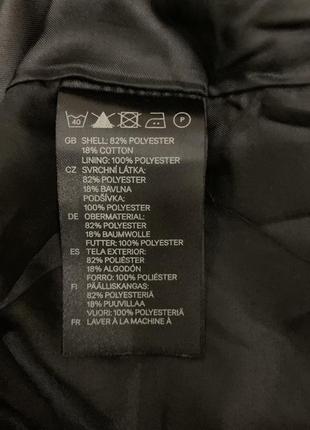 40 P
GB SHELL: 82% POLYESTER
18% COTTON
LINING: 100% POLYESTER
CZ SVRCHNÍ LÁTKA:
82% POLYESTER
18% BAVLNA
PODŠÍVKA:
100% POLYESTER
DE OBERMATERIAL:
82% POLYESTER
18% BAUMWOLLE
FUTTER: 100% POLYESTER
ES TELA EXTERIOR:
82% POLIÉSTER
18% ALGODÓN
FORRO: 100% POLIÉSTER
FI PÄÄLLISKANGAS:
82% POLYESTERIÄ
18% PUUVILLAA
VUORI: 100% POLYESTERIÄ
FR LAVER À LA MACHINE À